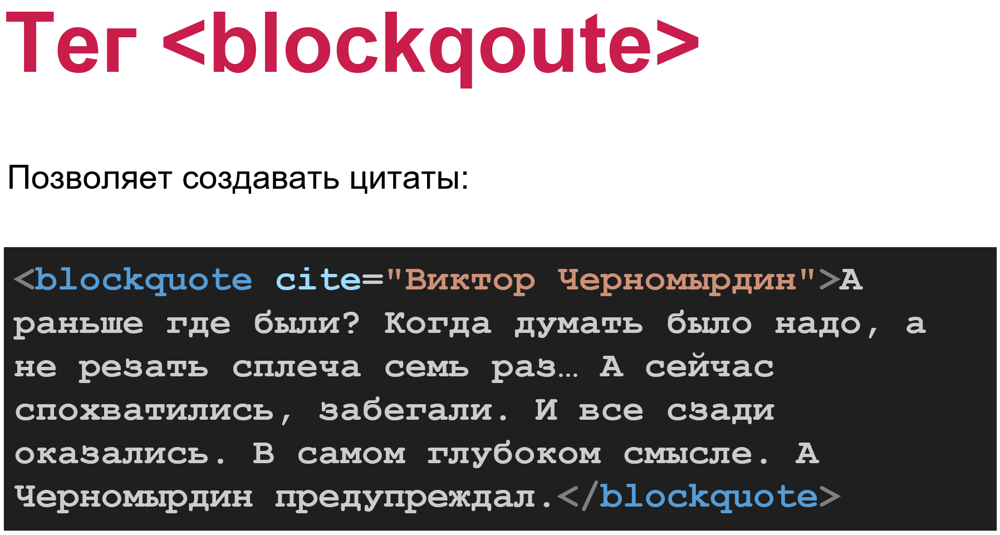 Тег <blockqoute>
Позволяет создавать цитаты:
<blockquote cite="Виктор Черномырдин">А
раньше где были? Когда думать было надо, а
не резать сплеча семь раз… А сейчас
спохватились, забегали. И все сзади
оказались. В самом глубоком смысле. А
Черномырдин предупреждал.</blockquote>